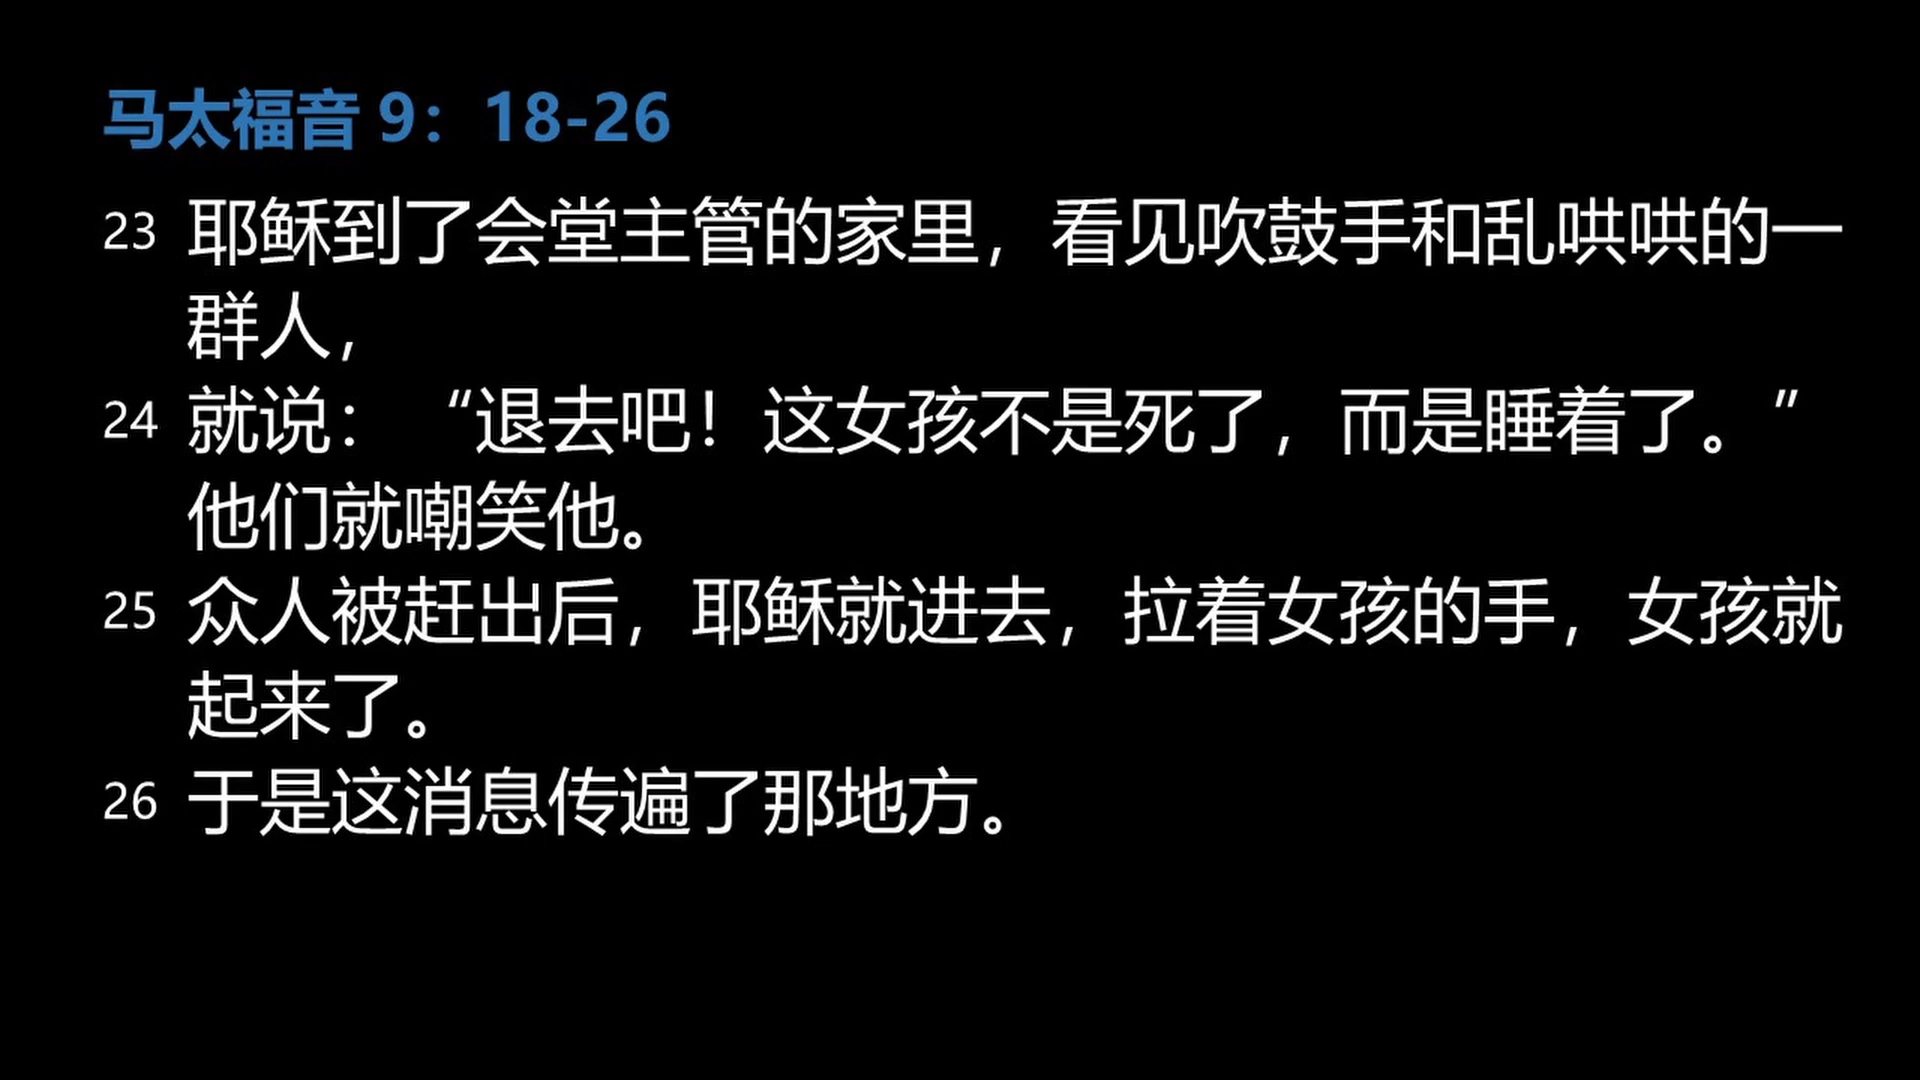 马太福音 9：18-26
23 耶稣到了会堂主管的家里，看见吹鼓手和乱哄哄的一
群人，
24 就说：“退去吧！这女孩不是死了，而是睡着了。”
他们就嘲笑他。
25 众人被赶出后，耶稣就进去，拉着女孩的手，女孩就
起来了。
26 于是这消息传遍了那地方。